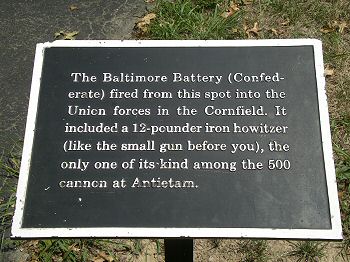 The Baltimore Battery (Confed-
erate) fired from this spot into the
Union forces in the Cornfield. It
included a 12-pounder iron howitzer
(like the small gun before you), the
only one of its kind among the 500
cannon at Antietam.